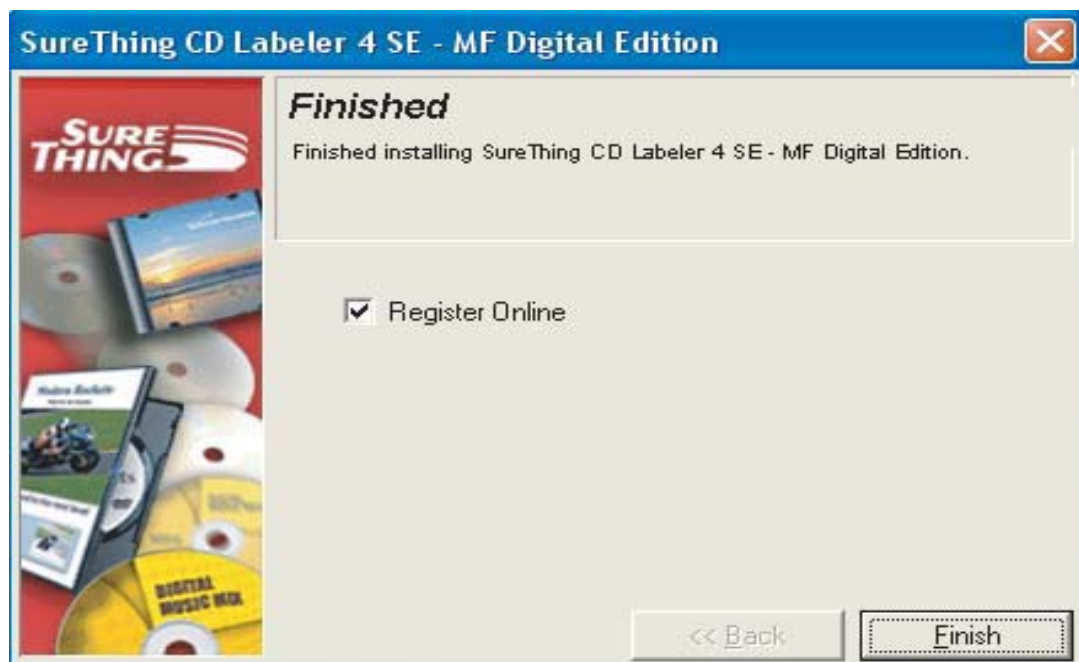 SureThing CD Labeler 4 SE - MF Digital Edition
SURE
THING
Finished
Finished installing SureThing CD Labeler 4 SE - MF Digital Edition.
Register Online
DIGITAL
MUSIC MIX
<< Back
Finish